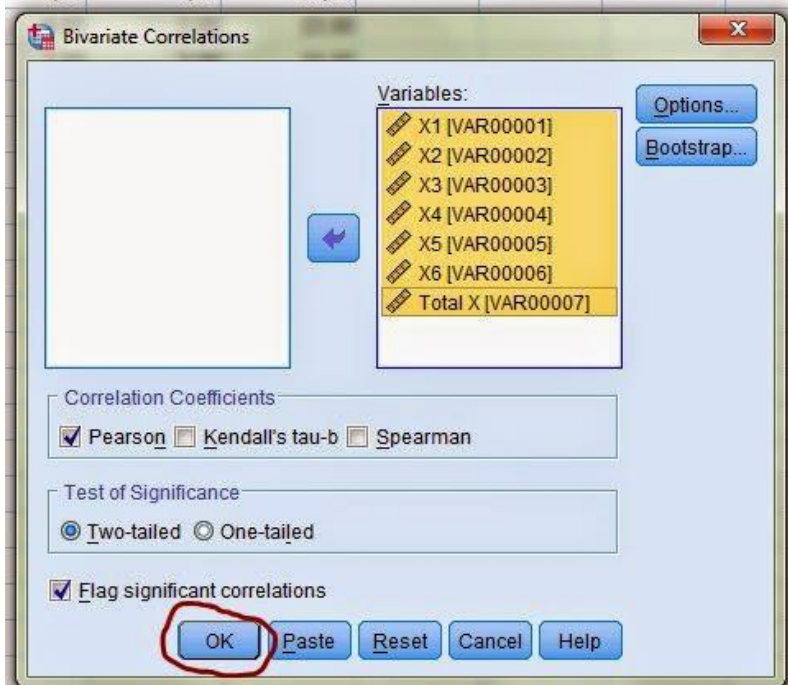 Bivariate Correlations
Variables:
X1 [VAR00001]
X2 [VAR00002]
X3 [VAR00003]
X4 [VAR00004]
X5 [VAR00005]
X6 [VAR00006]
Total X [VAR00007]
Options...
Bootstrap...
Correlation Coefficients
Pearson Kendall's tau-b Spearman
Test of Significance
Two-tailed One-tailed
Flag significant correlations
OK Paste Reset Cancel Help